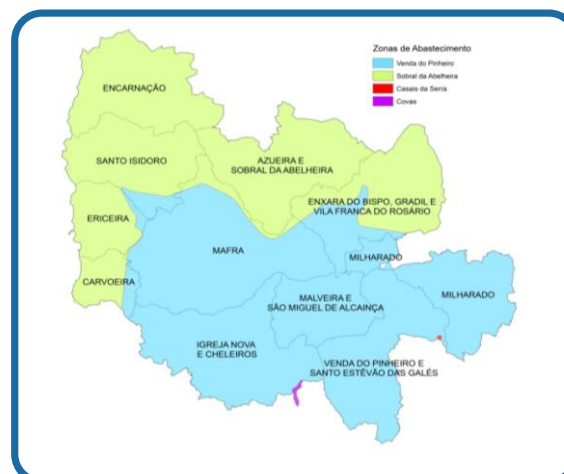 Zonas de Abastecimento
Venda do Pinheiro
Sobral da Abelheira
Casais da Serra
Covas
ENCARNAÇÃO
SANTO ISIDORO
AZUEIRA E
SOBRAL DA ABELHEIRA
ENXARA DO BISPO, GRADIL E
VILA FRANCA DO ROSÁRIO
ERICEIRA
MAFRA
MILHARADO
CARVOEIRA
MALVEIRA E
SÃO MIGUEL DE ALCAINÇA
MILHARADO
IGREJA NOVA
E CHELEIROS
VENDA DO PINHEIRO E
SANTO ESTÊVÃO DAS GALÉS